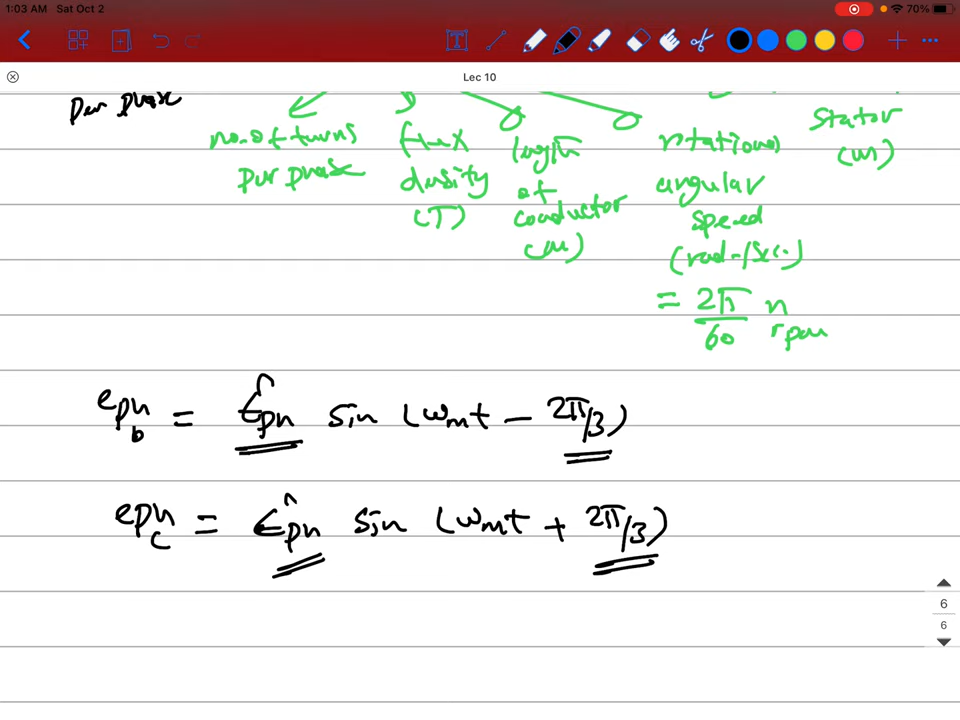 1:03 AM Sat Oct 2
70%
Lec 10
per phase
no. of turns
per phase
flux
density
(T)
length
of
conductor
(m)
rotational
angular
speed
(rad/sec.)
= 2π/60 n
rpm
stator
(m)
e_ph_b = Ê_ph sin (ω_m t − 2π/3)
e_ph_c = Ê_ph sin (ω_m t + 2π/3)
6
6